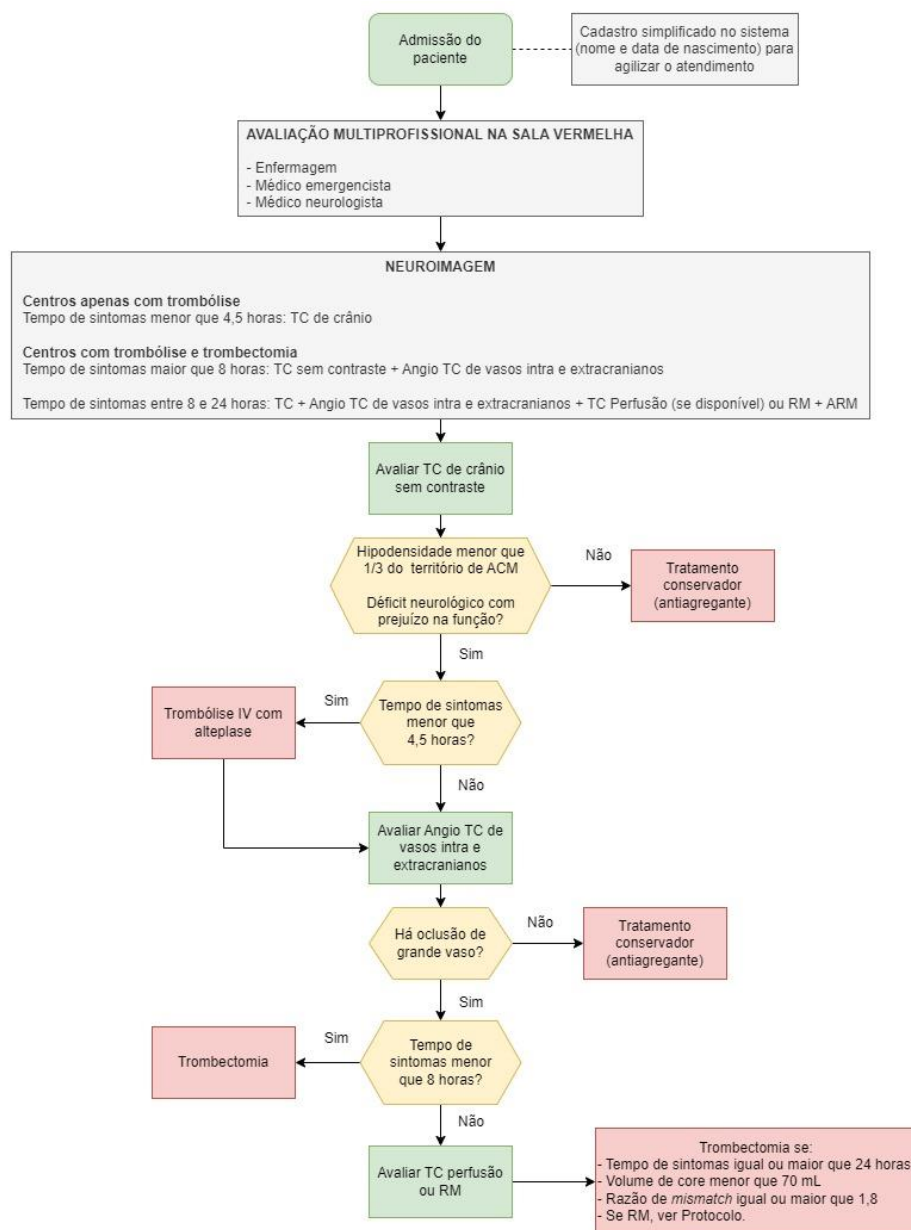 Admissão do
paciente
Cadastro simplificado no sistema
(nome e data de nascimento) para
agilizar o atendimento
AVALIAÇÃO MULTIPROFISSIONAL NA SALA VERMELHA
- Enfermagem
- Médico emergencista
- Médico neurologista
NEUROIMAGEM
Centros apenas com trombólise
Tempo de sintomas menor que 4,5 horas: TC de crânio
Centros com trombólise e trombectomia
Tempo de sintomas maior que 8 horas: TC sem contraste + Angio TC de vasos intra e extracranianos
Tempo de sintomas entre 8 e 24 horas: TC + Angio TC de vasos intra e extracranianos + TC Perfusão (se disponível) ou RM + ARM
Avaliar TC de crânio
sem contraste
Hipodensidade menor que
1/3 do território de ACM
Déficit neurológico com
prejuízo na função?
Não
Tratamento
conservador
(antiagregante)
Sim
Tempo de sintomas
menor que
4,5 horas?
Sim
Trombólise IV com
alteplase
Não
Avaliar Angio TC de
vasos intra e
extracranianos
Há oclusão de
grande vaso?
Não
Tratamento
conservador
(antiagregante)
Sim
Tempo de
sintomas menor
que 8 horas?
Sim
Trombectomia
Não
Avaliar TC perfusão
ou RM
Trombectomia se:
- Tempo de sintomas igual ou maior que 24 horas
- Volume de core menor que 70 mL
- Razão de mismatch igual ou maior que 1,8
- Se RM, ver Protocolo.